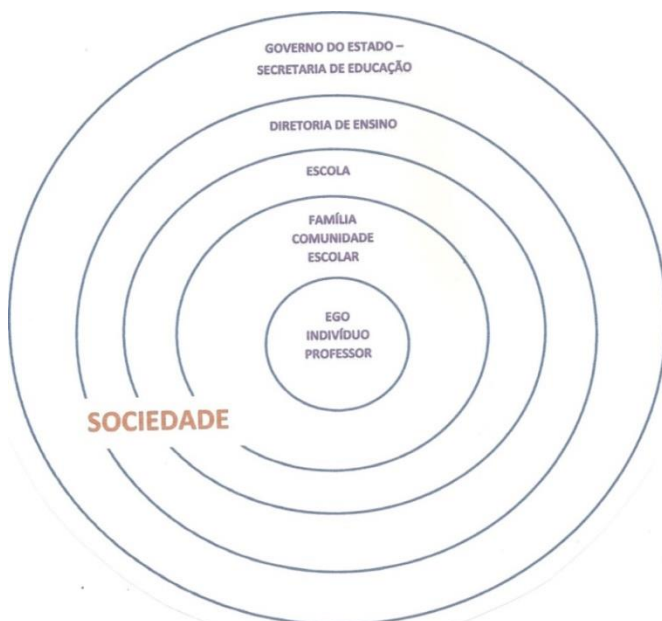 GOVERNO DO ESTADO –
SECRETARIA DE EDUCAÇÃO
DIRETORIA DE ENSINO
ESCOLA
FAMÍLIA
COMUNIDADE
ESCOLAR
EGO
INDIVÍDUO
PROFESSOR
SOCIEDADE